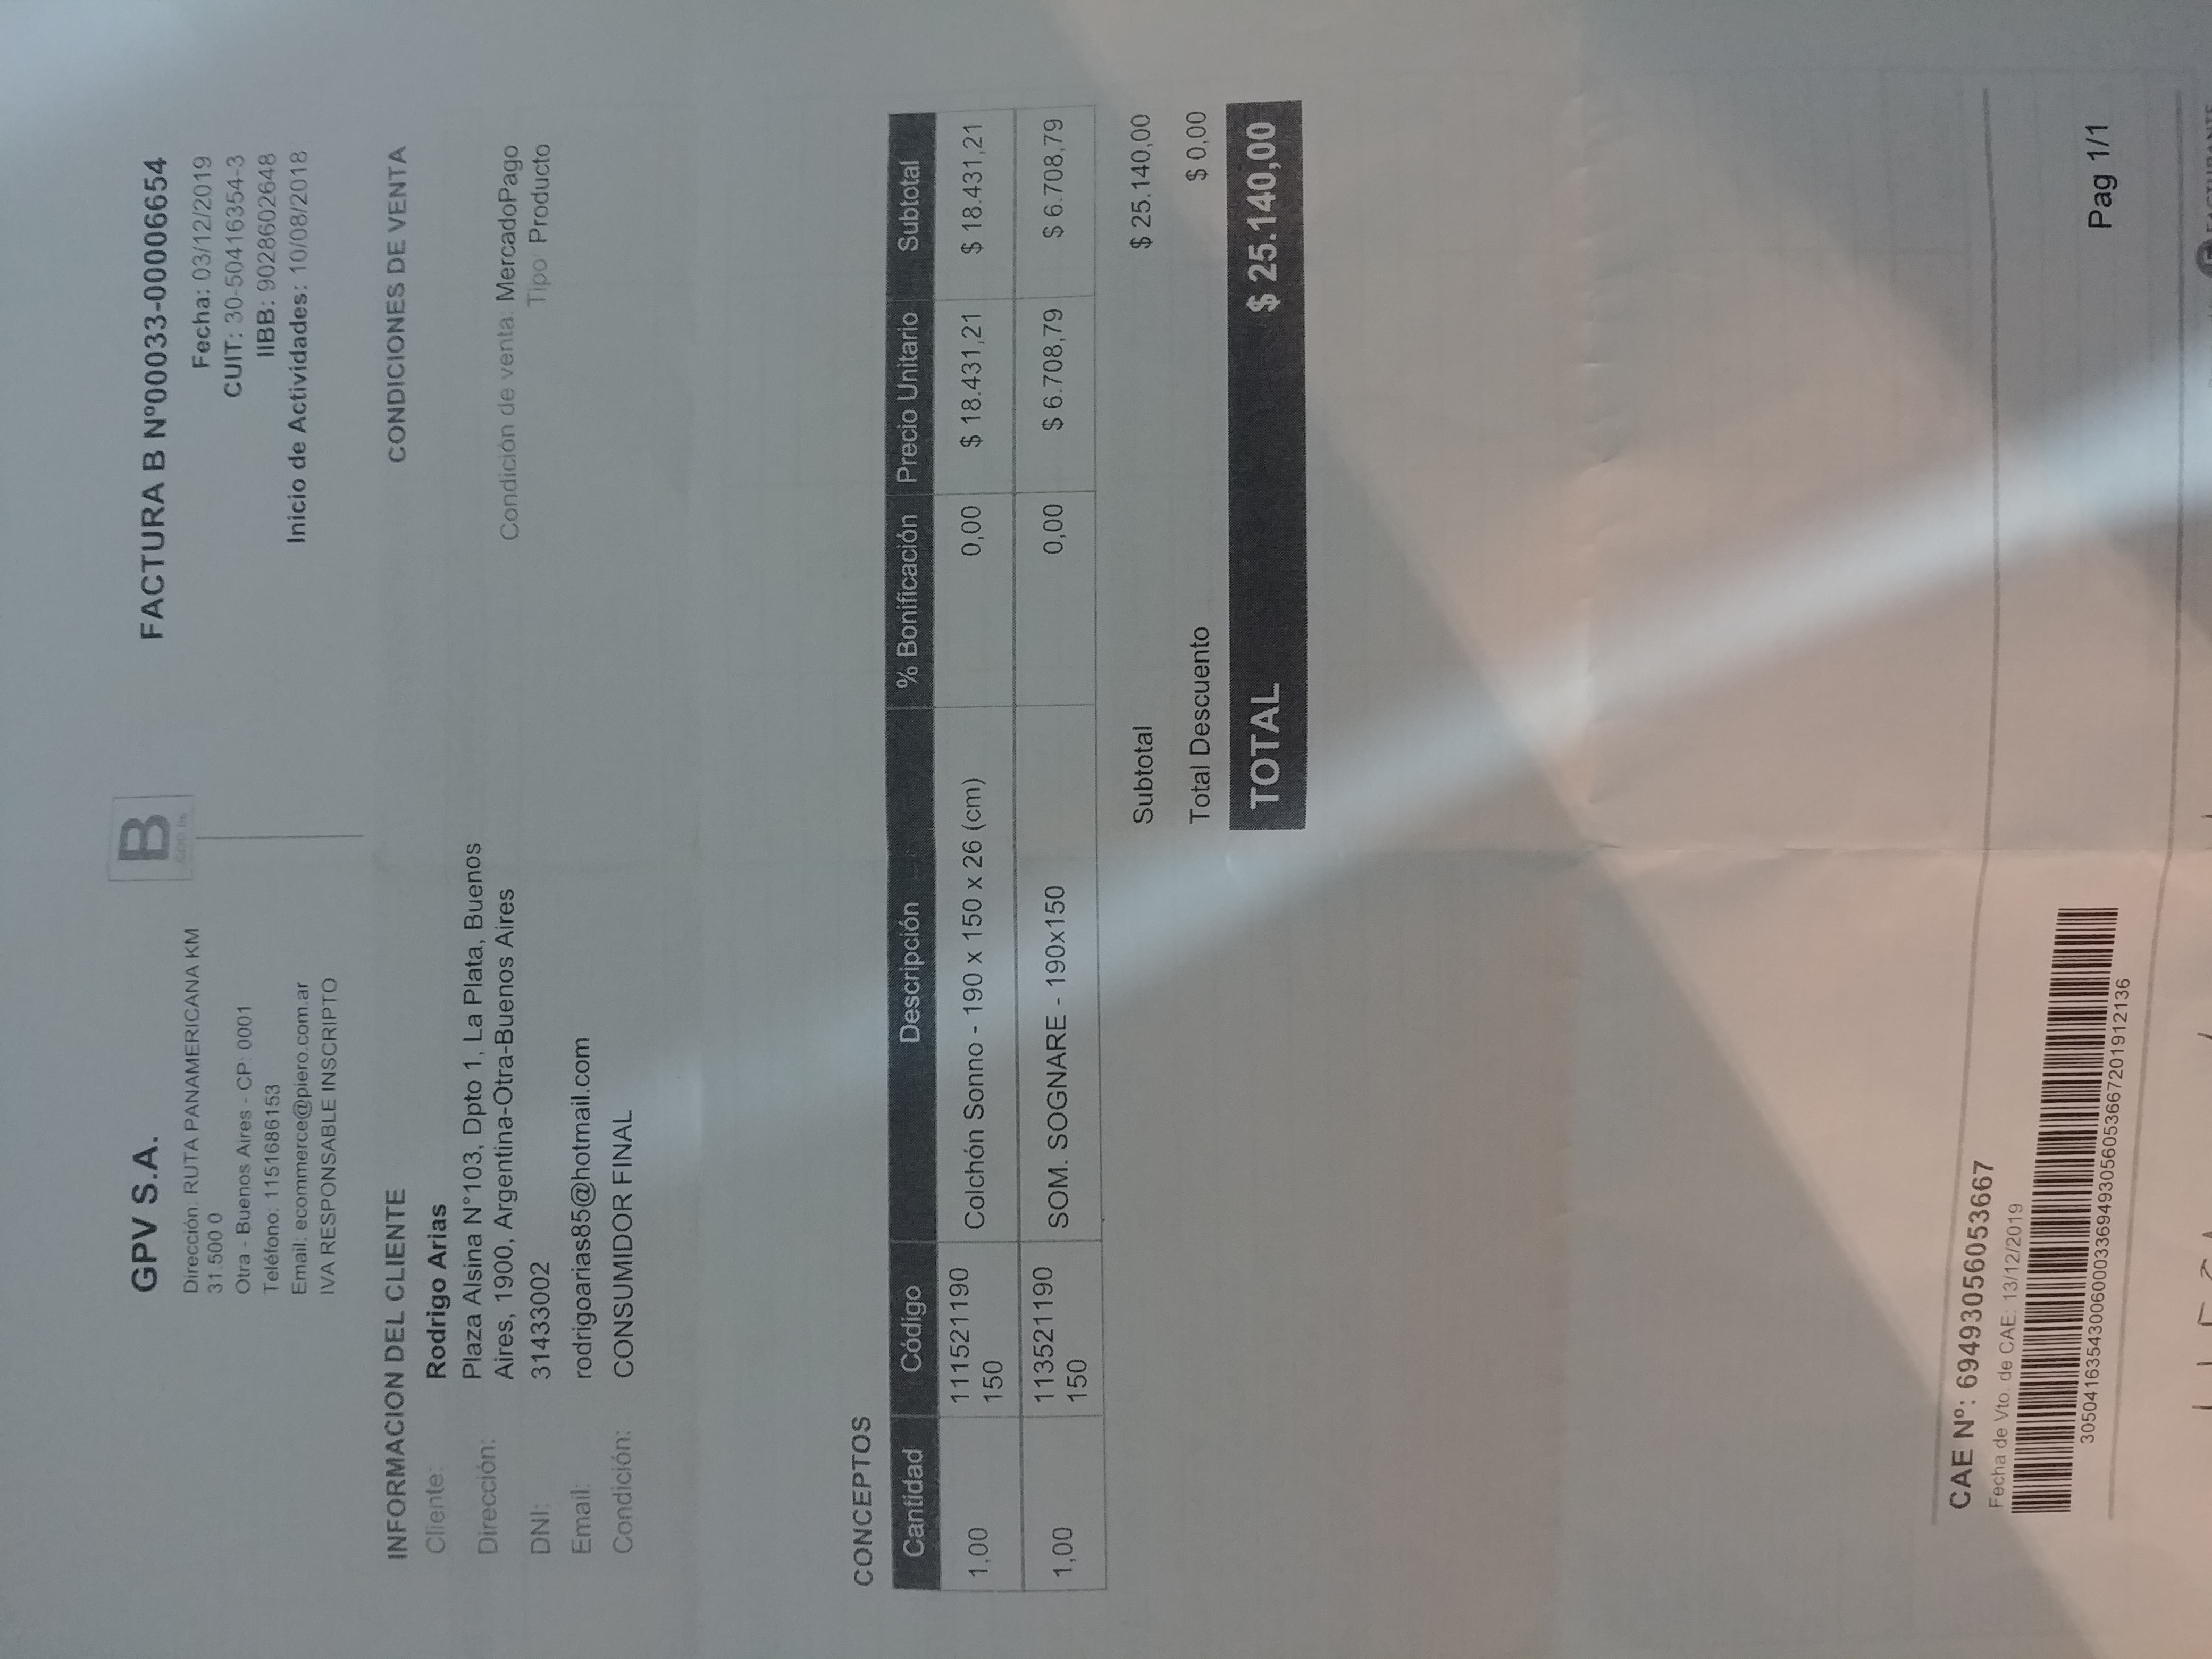 GPV S.A.
Dirección: RUTA PANAMERICANA KM
31.500 0
Otra - Buenos Aires - CP: 0001
Teléfono: 1151686153
Email: ecommerce@piero.com.ar
IVA RESPONSABLE INSCRIPTO
B
COD.06
FACTURA B Nº00033-00006654
Fecha: 03/12/2019
CUIT: 30-50416354-3
IIBB: 9028602648
Inicio de Actividades: 10/08/2018
INFORMACION DEL CLIENTE
Cliente: Rodrigo Arias
Dirección: Plaza Alsina N°103, Dpto 1, La Plata, Buenos
Aires, 1900, Argentina-Otra-Buenos Aires
DNI: 31433002
Email: rodrigoarias85@hotmail.com
Condición: CONSUMIDOR FINAL
CONDICIONES DE VENTA
Condición de venta: MercadoPago
Tipo: Producto
CONCEPTOS
Cantidad Código Descripción % Bonificación Precio Unitario Subtotal
1,00 111521190 Colchón Sonno - 190 x 150 x 26 (cm) 0,00 $ 18.431,21 $ 18.431,21
150
1,00 113521190 SOM. SOGNARE - 190x150 0,00 $ 6.708,79 $ 6.708,79
150
Subtotal $ 25.140,00
Total Descuento $ 0,00
TOTAL $ 25.140,00
CAE Nº: 69493056053667
Fecha de Vto. de CAE: 13/12/2019
305041635430060003369493056053667201912136
Pag 1/1
FACTURANTE